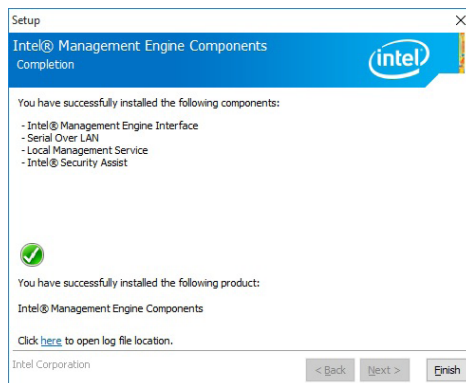 Setup
Intel® Management Engine Components
Completion
intel
You have successfully installed the following components:
- Intel® Management Engine Interface
- Serial Over LAN
- Local Management Service
- Intel® Security Assist
You have successfully installed the following product:
Intel® Management Engine Components
Click here to open log file location.
Intel Corporation
< Back Next > Finish